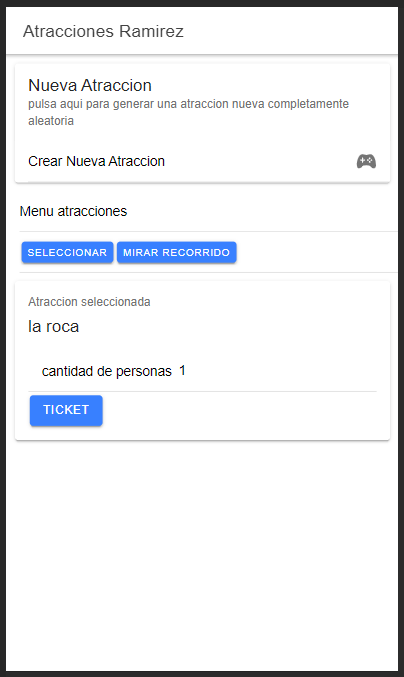 Atracciones Ramirez
Nueva Atraccion
pulsa aqui para generar una atraccion nueva completamente
aleatoria
Crear Nueva Atraccion
Menu atracciones
SELECCIONAR MIRAR RECORRIDO
Atraccion seleccionada
la roca
cantidad de personas 1
TICKET